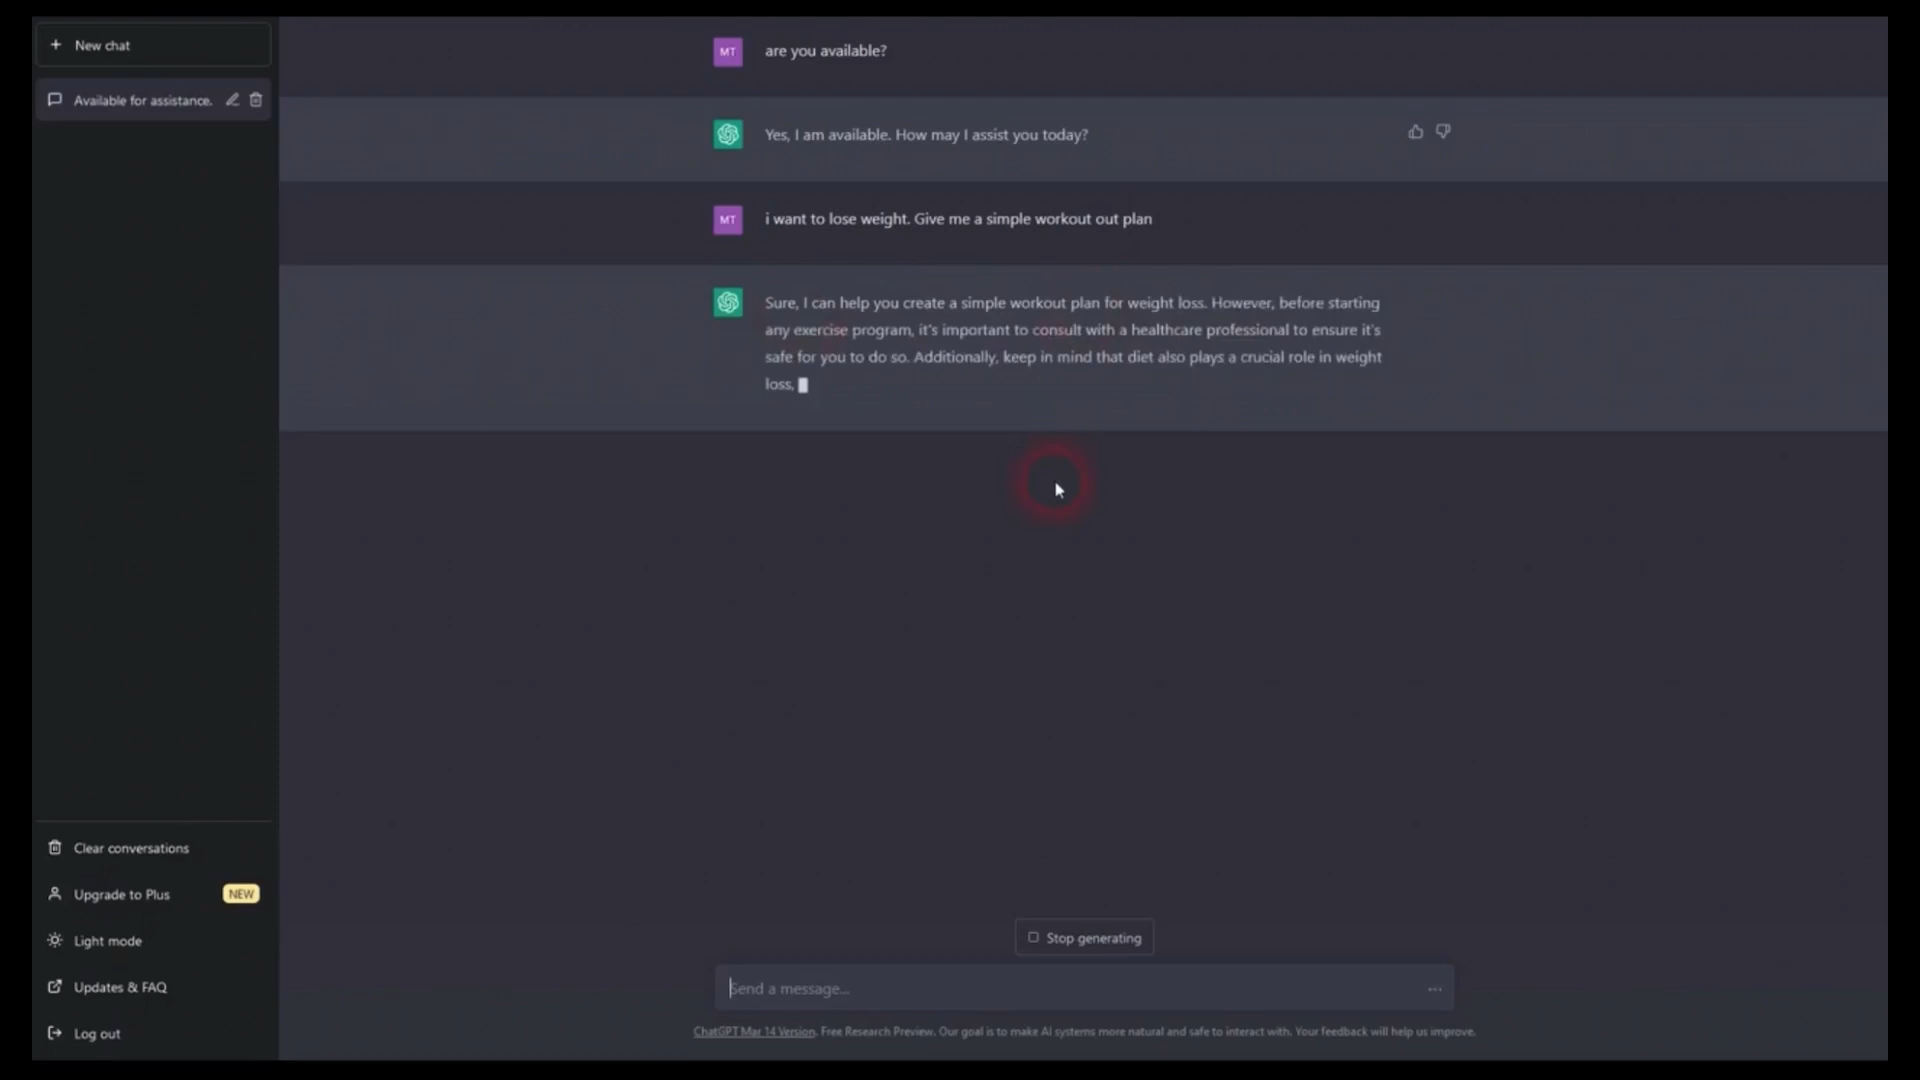 New chat
Available for assistance.
MT
are you available?
Yes, I am available. How may I assist you today?
MT
i want to lose weight. Give me a simple workout out plan
Sure, I can help you create a simple workout plan for weight loss. However, before starting
any exercise program, it's important to consult with a healthcare professional to ensure it's
safe for you to do so. Additionally, keep in mind that diet also plays a crucial role in weight
loss,
Clear conversations
Upgrade to Plus NEW
Light mode
Updates & FAQ
Log out
Stop generating
Send a message...
ChatGPT Mar 14 Version. Free Research Preview. Our goal is to make AI systems more natural and safe to interact with. Your feedback will help us improve.